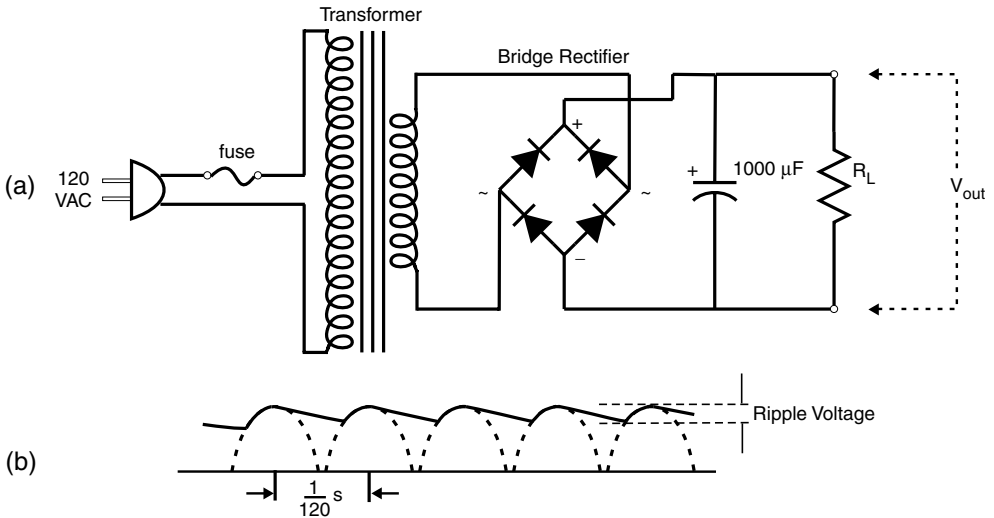 Transformer
Bridge Rectifier
fuse
(a)
120
VAC
+
~
~
−
+
1000 μF
R_L
V_out
Ripple Voltage
(b)
1/120 s